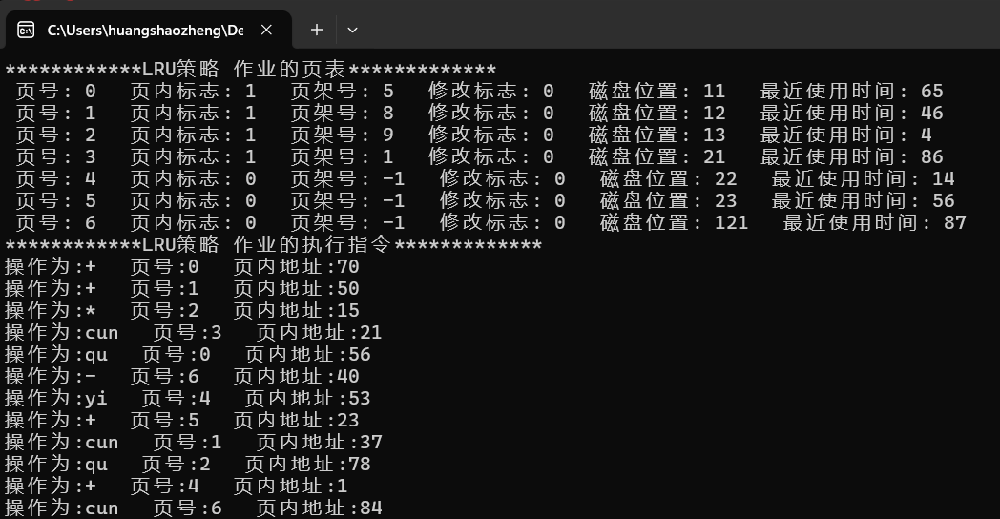 C:\Users\huangshaozheng\De
************LRU策略 作业的页表*************
页号: 0 页内标志: 1 页架号: 5 修改标志: 0 磁盘位置: 11 最近使用时间: 65
页号: 1 页内标志: 1 页架号: 8 修改标志: 0 磁盘位置: 12 最近使用时间: 46
页号: 2 页内标志: 1 页架号: 9 修改标志: 0 磁盘位置: 13 最近使用时间: 4
页号: 3 页内标志: 1 页架号: 1 修改标志: 0 磁盘位置: 21 最近使用时间: 86
页号: 4 页内标志: 0 页架号: -1 修改标志: 0 磁盘位置: 22 最近使用时间: 14
页号: 5 页内标志: 0 页架号: -1 修改标志: 0 磁盘位置: 23 最近使用时间: 56
页号: 6 页内标志: 0 页架号: -1 修改标志: 0 磁盘位置: 121 最近使用时间: 87
************LRU策略 作业的执行指令*************
操作为:+ 页号:0 页内地址:70
操作为:+ 页号:1 页内地址:50
操作为:* 页号:2 页内地址:15
操作为:cun 页号:3 页内地址:21
操作为:qu 页号:0 页内地址:56
操作为:- 页号:6 页内地址:40
操作为:yi 页号:4 页内地址:53
操作为:+ 页号:5 页内地址:23
操作为:cun 页号:1 页内地址:37
操作为:qu 页号:2 页内地址:78
操作为:+ 页号:4 页内地址:1
操作为:cun 页号:6 页内地址:84